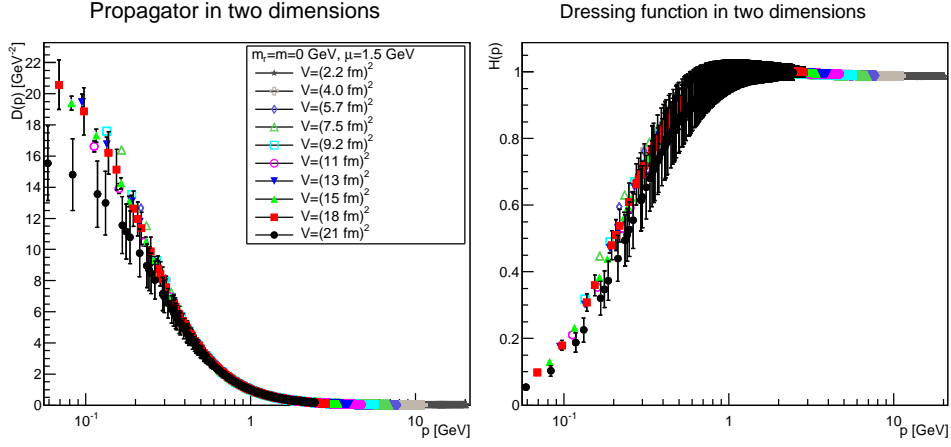 Propagator in two dimensions
D(p) [GeV⁻²]
22
20
18
16
14
12
10
8
6
4
2
0
10⁻¹
1
10
p [GeV]
mᵣ=m=0 GeV, μ=1.5 GeV
V=(2.2 fm)²
V=(4.0 fm)²
V=(5.7 fm)²
V=(7.5 fm)²
V=(9.2 fm)²
V=(11 fm)²
V=(13 fm)²
V=(15 fm)²
V=(18 fm)²
V=(21 fm)²
Dressing function in two dimensions
H(p)
1
0.8
0.6
0.4
0.2
0
10⁻¹
1
10
p [GeV]